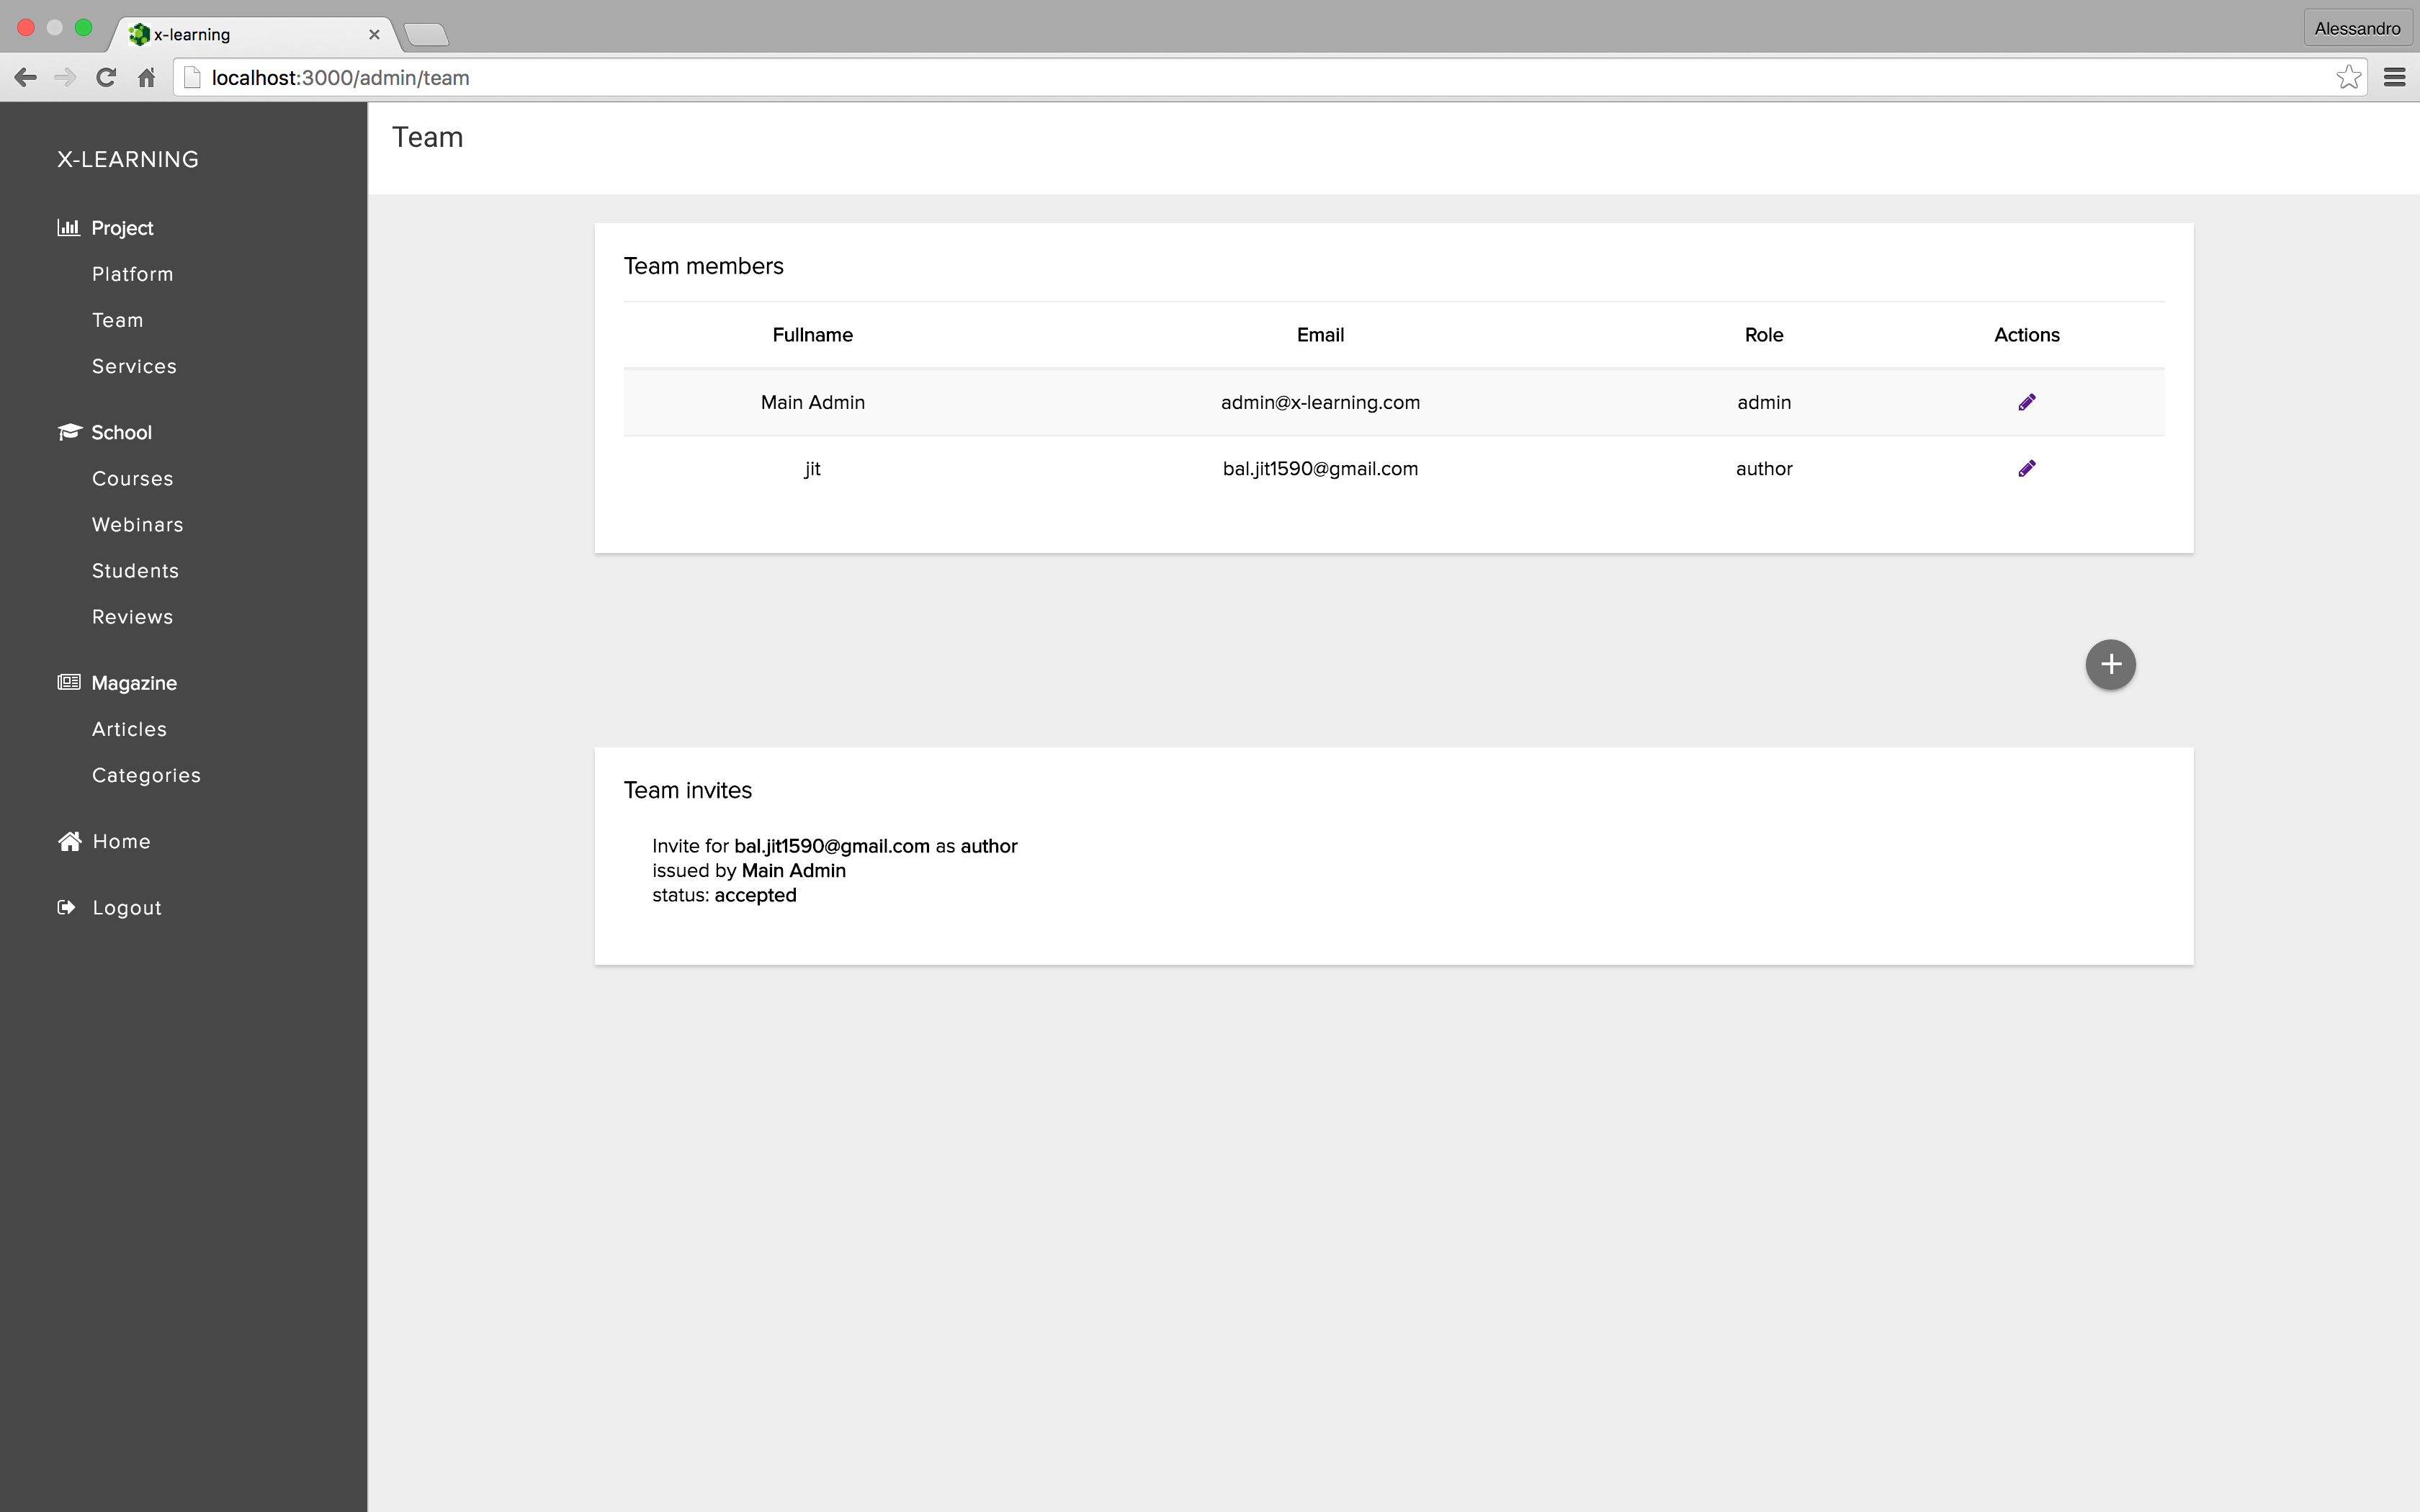 x-learning
Alessandro
localhost:3000/admin/team
X-LEARNING
Project
Platform
Team
Services
School
Courses
Webinars
Students
Reviews
Magazine
Articles
Categories
Home
Logout
Team
Team members
Fullname Email Role Actions
Main Admin admin@x-learning.com admin
jit bal.jit1590@gmail.com author
Team invites
Invite for bal.jit1590@gmail.com as author
issued by Main Admin
status: accepted